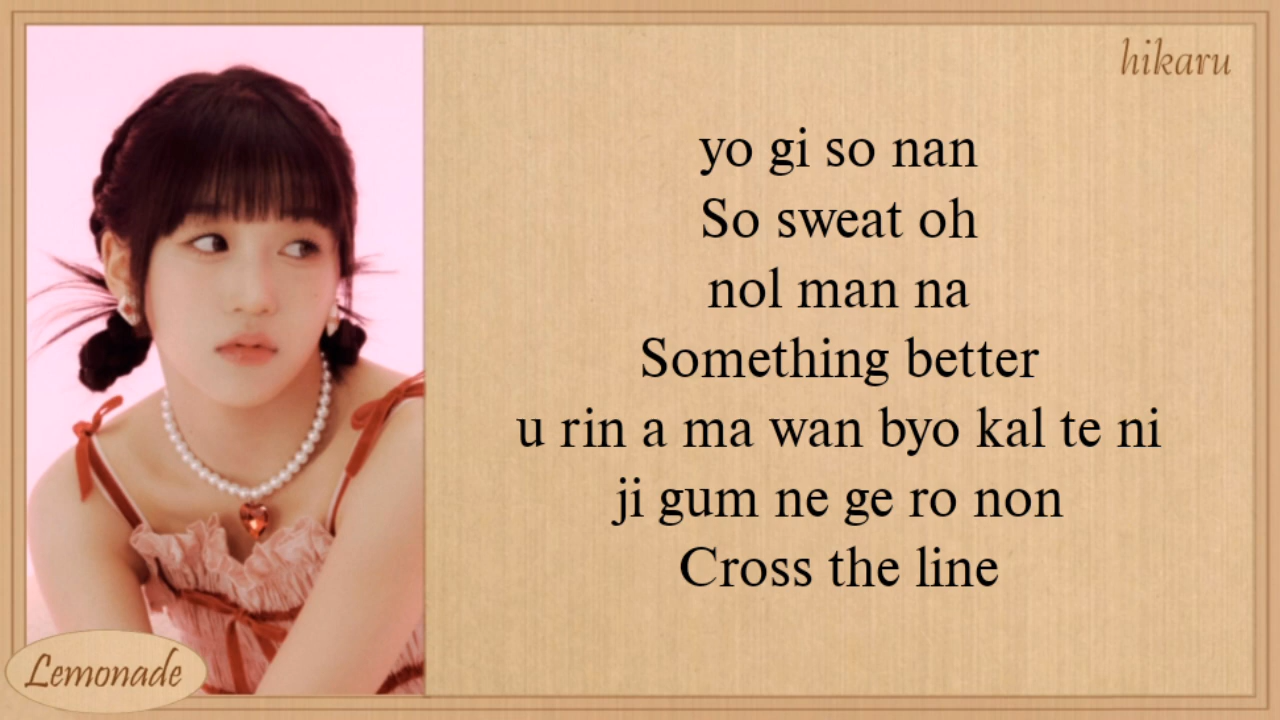 hikaru
yo gi so nan
So sweat oh
nol man na
Something better
u rin a ma wan byo kal te ni
ji gum ne ge ro non
Cross the line
Lemonade